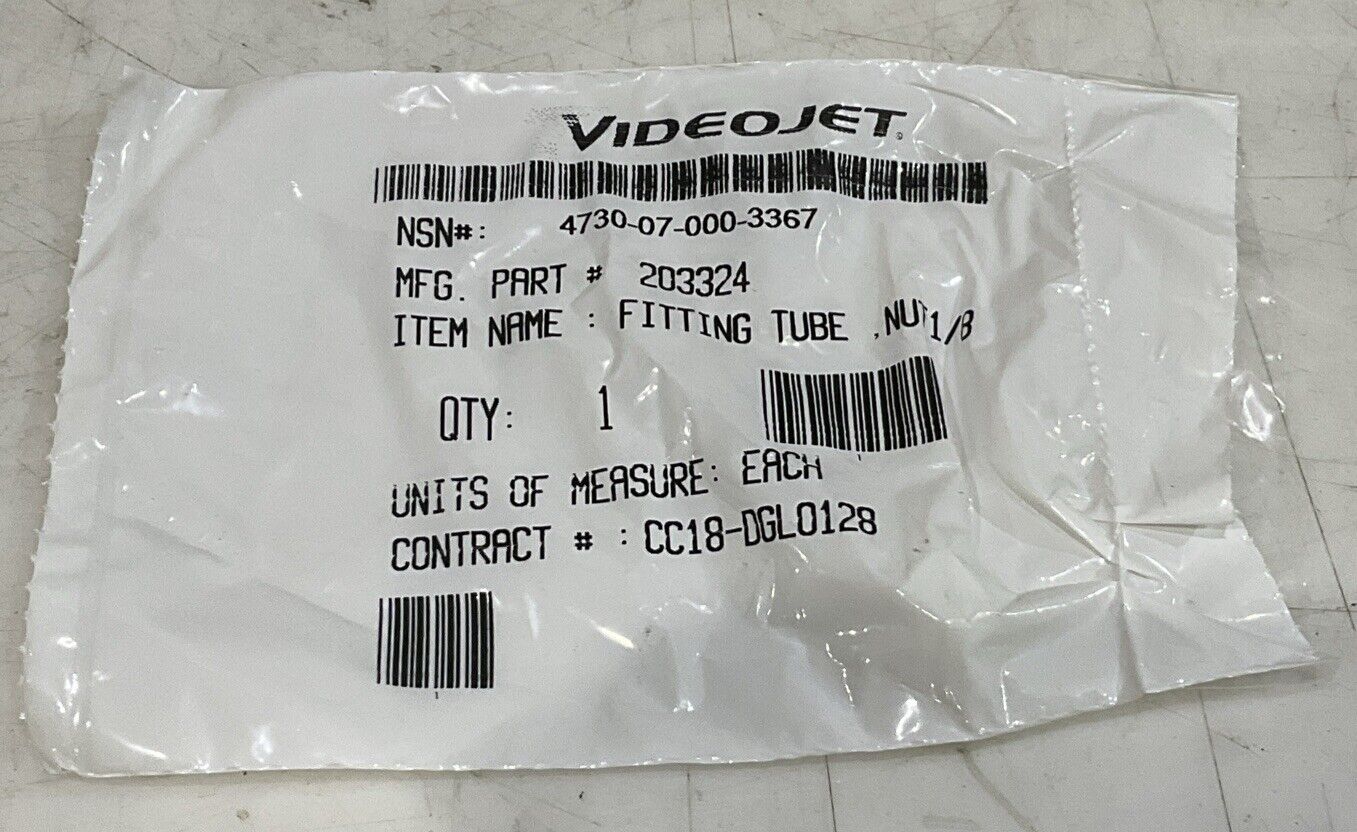 VIDEOJET
NSN#: 4730-07-000-3367
MFG. PART # 203324
ITEM NAME : FITTING TUBE ,NUT 1/8
QTY: 1
UNITS OF MEASURE: EACH
CONTRACT # : CC18-DGL0128